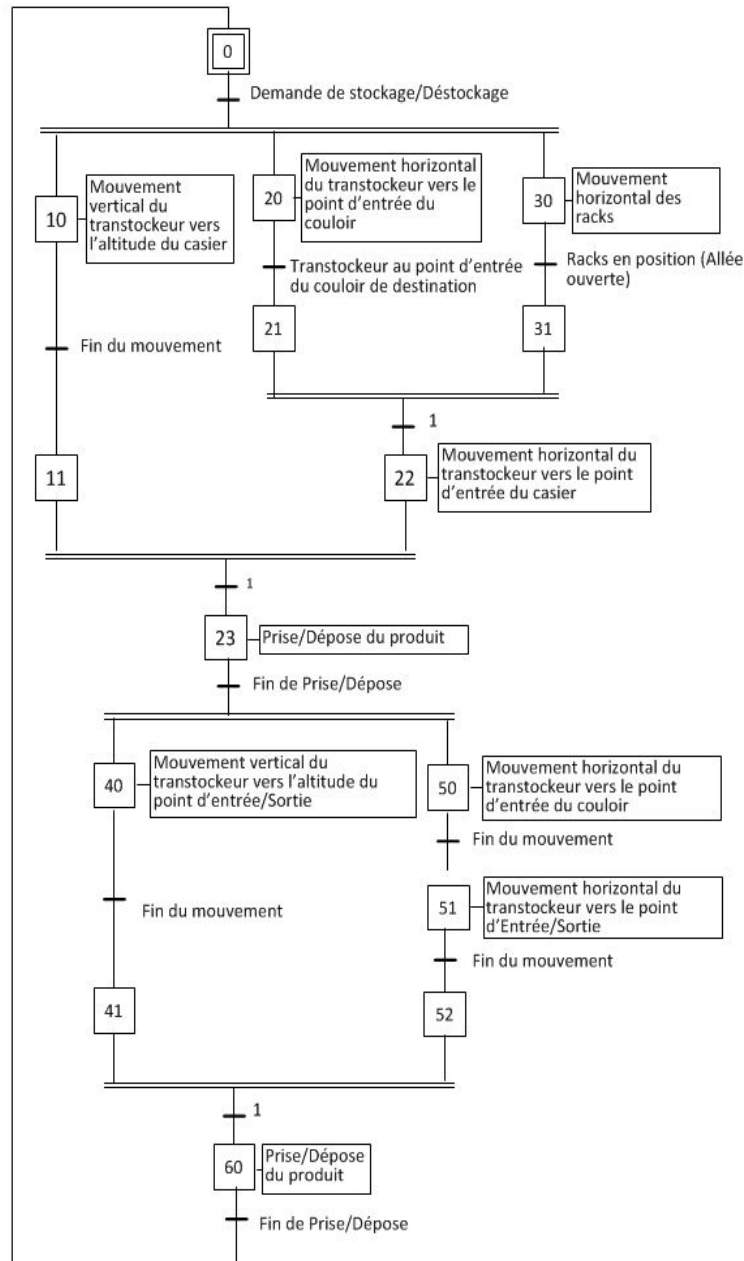 0
Demande de stockage/Déstockage
10
Mouvement
vertical du
transtockeur vers
l'altitude du casier
20
Mouvement horizontal
du transtockeur vers le
point d'entrée du
couloir
30
Mouvement
horizontal des
racks
Transtockeur au point d'entrée
du couloir de destination
Racks en position (Allée
ouverte)
21
31
Fin du mouvement
1
11
22
Mouvement horizontal du
transtockeur vers le point
d'entrée du casier
1
23
Prise/Dépose du produit
Fin de Prise/Dépose
40
Mouvement vertical du
transtockeur vers l'altitude du
point d'entrée/Sortie
50
Mouvement horizontal du
transtockeur vers le point
d'entrée du couloir
Fin du mouvement
51
Mouvement horizontal du
transtockeur vers le point
d'Entrée/Sortie
Fin du mouvement
Fin du mouvement
41
52
1
60
Prise/Dépose
du produit
Fin de Prise/Dépose